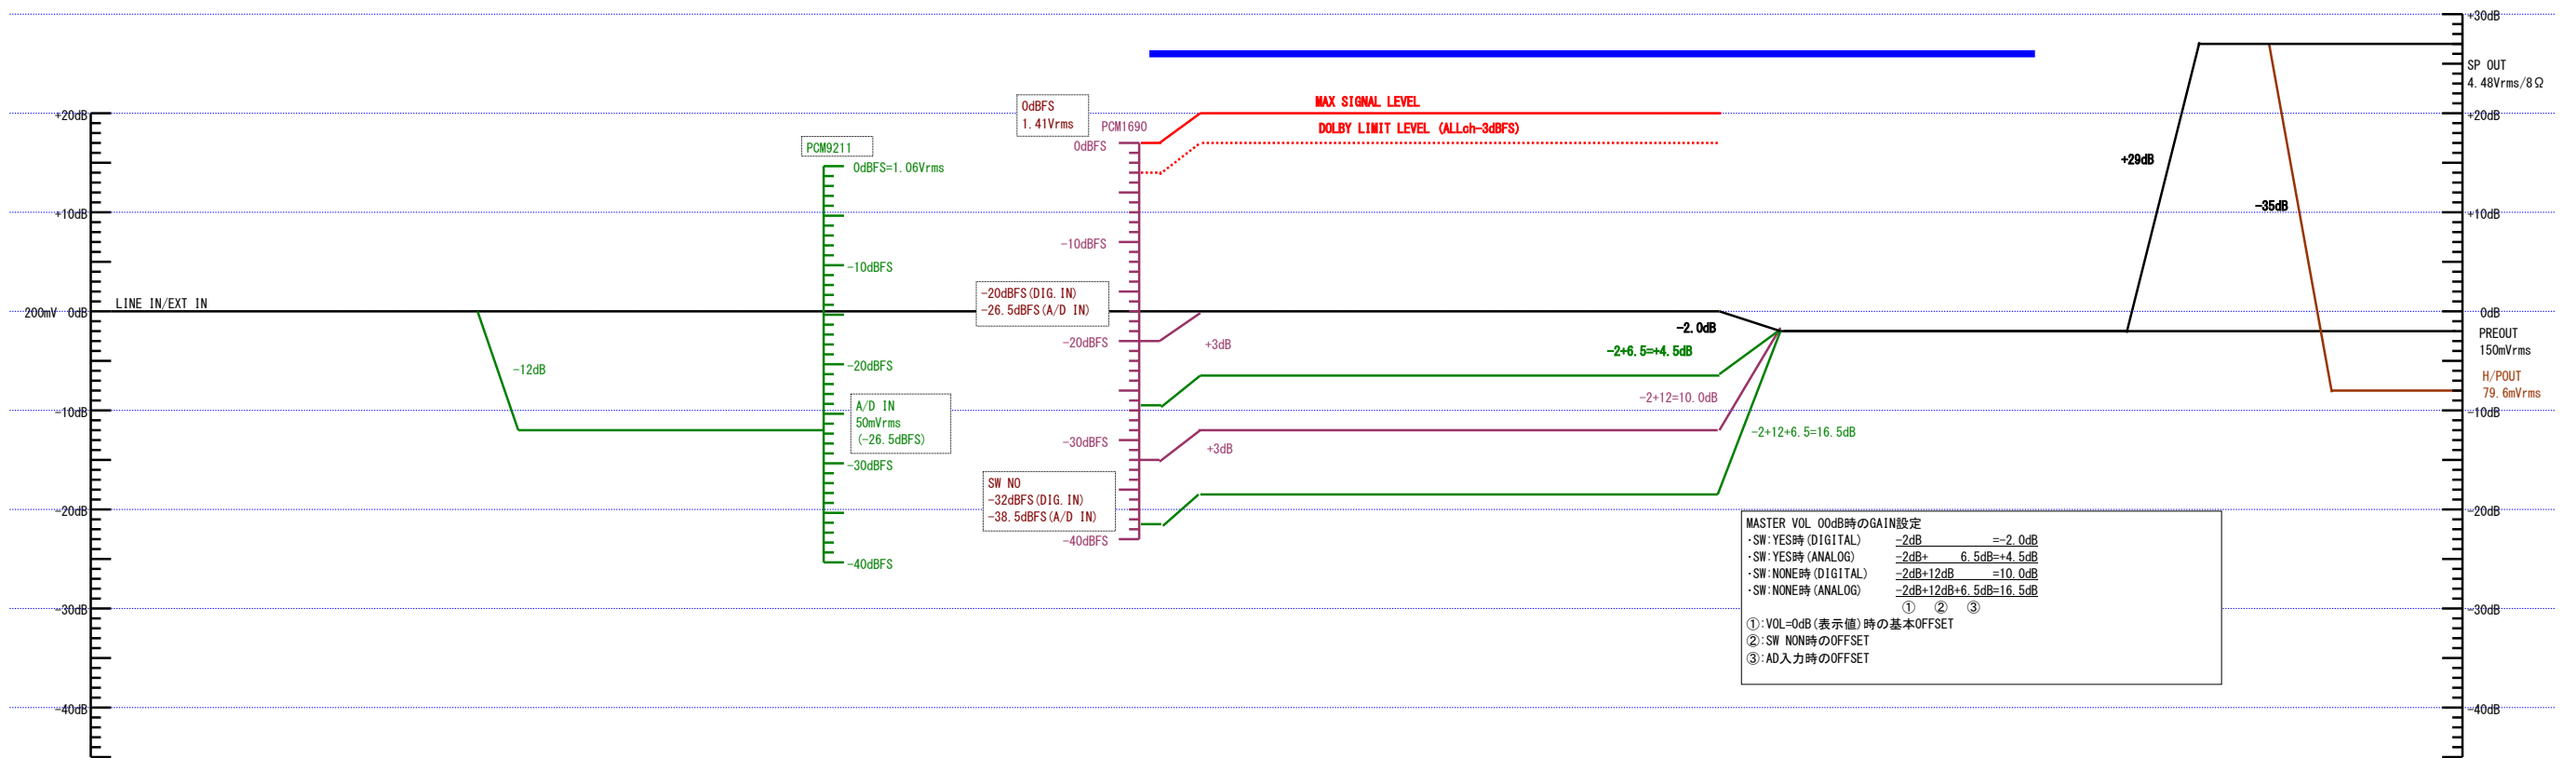 +30dB
SP OUT
4.48Vrms/8Ω
+20dB
+10dB
200mV 0dB
-10dB
-20dB
-30dB
-40dB
LINE IN/EXT IN
-12dB
PCM9211
0dBFS=1.06Vrms
-10dBFS
-20dBFS
A/D IN
50mVrms
(-26.5dBFS)
-30dBFS
-40dBFS
0dBFS
1.41Vrms
PCM1690
0dBFS
-10dBFS
-20dBFS(DIG.IN)
-26.5dBFS(A/D IN)
-20dBFS
-30dBFS
SW NO
-32dBFS(DIG.IN)
-38.5dBFS(A/D IN)
-40dBFS
MAX SIGNAL LEVEL
DOLBY LIMIT LEVEL (ALLch-3dBFS)
+3dB
+3dB
-2.0dB
-2+6.5=+4.5dB
-2+12=10.0dB
-2+12+6.5=16.5dB
+29dB
-35dB
+20dB
+10dB
0dB
PREOUT
150mVrms
H/POUT
79.6mVrms
-10dB
-20dB
-30dB
-40dB
MASTER VOL 00dB時のGAIN設定
・SW:YES時(DIGITAL) -2dB =-2.0dB
・SW:YES時(ANALOG) -2dB+ 6.5dB=+4.5dB
・SW:NONE時(DIGITAL) -2dB+12dB =10.0dB
・SW:NONE時(ANALOG) -2dB+12dB+6.5dB=16.5dB
① ② ③
①:VOL=0dB(表示値)時の基本OFFSET
②:SW NON時のOFFSET
③:AD入力時のOFFSET